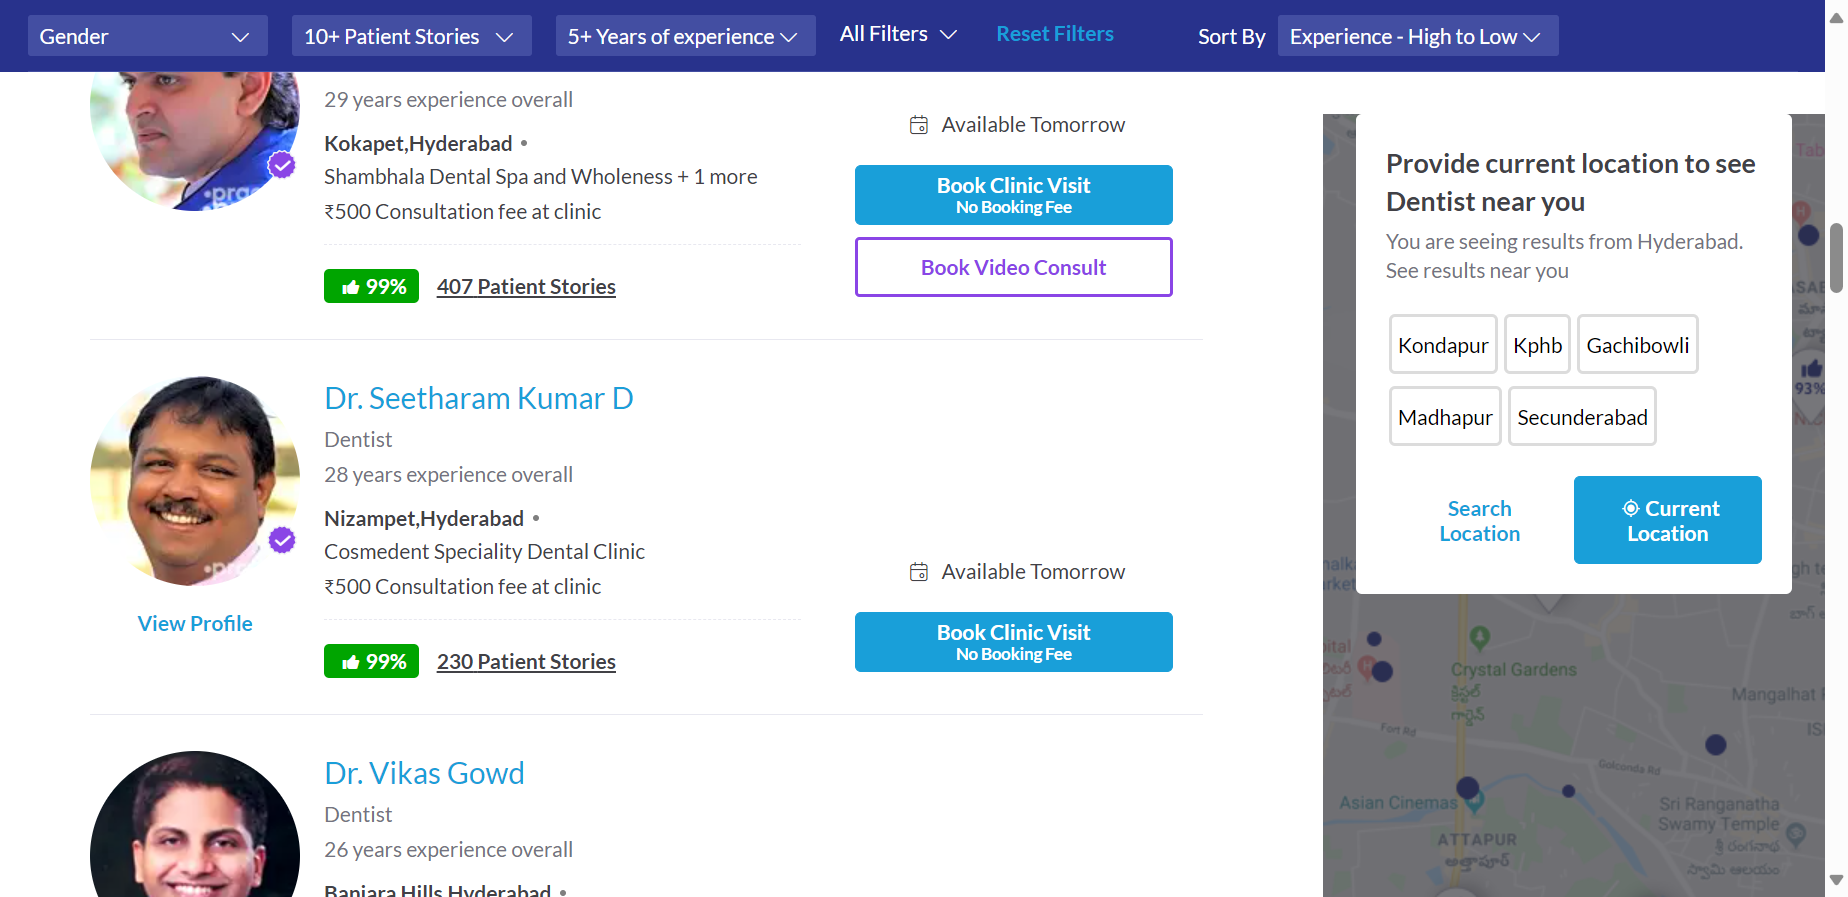 Gender
10+ Patient Stories
5+ Years of experience
All Filters
Reset Filters
Sort By
Experience - High to Low
29 years experience overall
Kokapet,Hyderabad •
Shambhala Dental Spa and Wholeness + 1 more
₹500 Consultation fee at clinic
99%
407 Patient Stories
Available Tomorrow
Book Clinic Visit
No Booking Fee
Book Video Consult
Dr. Seetharam Kumar D
Dentist
28 years experience overall
Nizampet,Hyderabad •
Cosmedent Speciality Dental Clinic
₹500 Consultation fee at clinic
View Profile
99%
230 Patient Stories
Available Tomorrow
Book Clinic Visit
No Booking Fee
Dr. Vikas Gowd
Dentist
26 years experience overall
Banjara Hills,Hyderabad •
Provide current location to see
Dentist near you
You are seeing results from Hyderabad.
See results near you
Kondapur
Kphb
Gachibowli
Madhapur
Secunderabad
Search
Location
Current
Location
93%
Crystal Gardens
క్రిస్టల్
గార్డెన్
Mangalhat
Fort Rd
Golconda Rd
Asian Cinemas
Sri Ranganatha
Swamy Temple
శ్రీ రంగనాథ
స్వామి ఆలయం
ATTAPUR
అత్తాపూర్